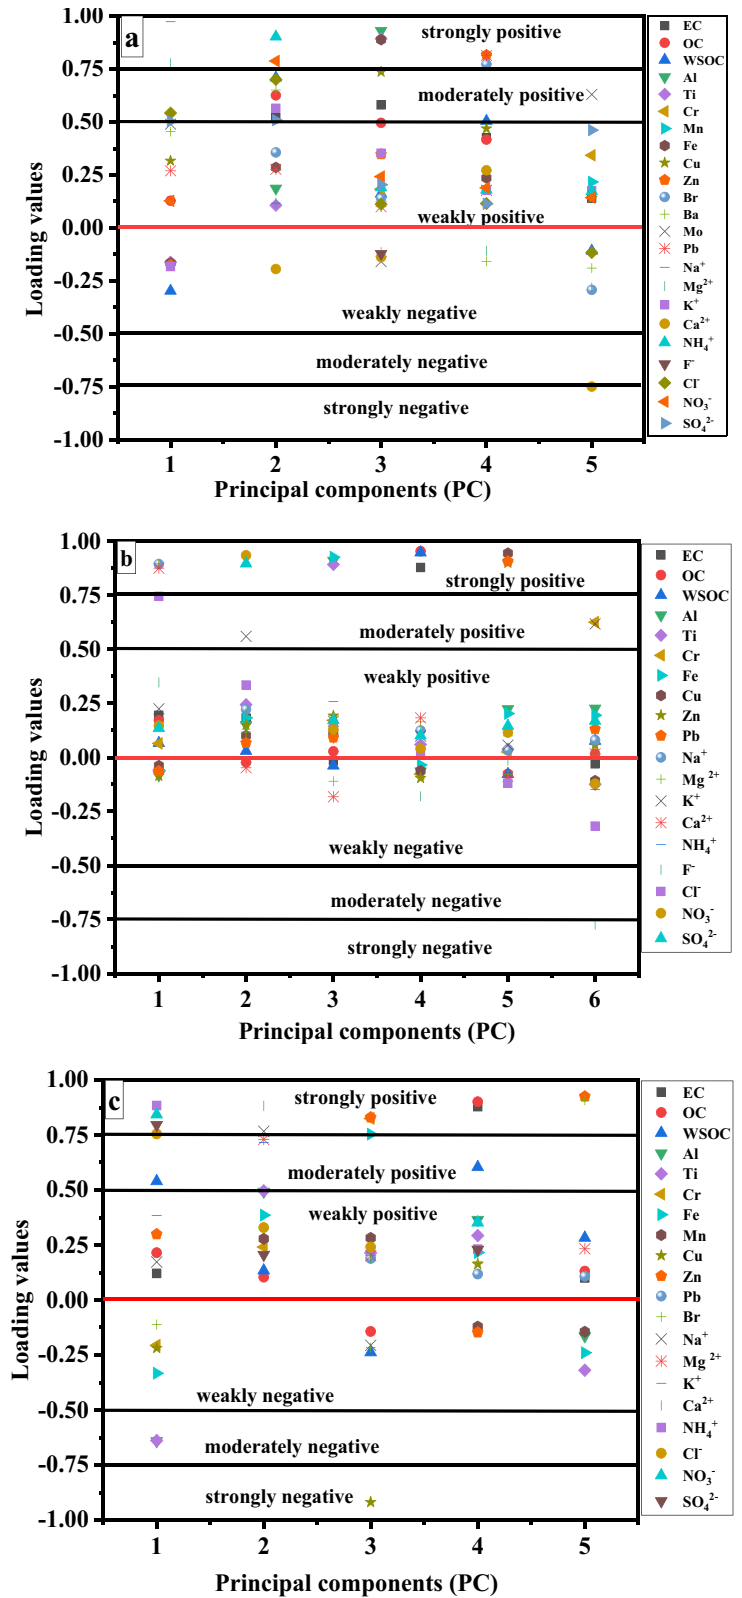 a
1.00
0.75
0.50
0.25
0.00
-0.25
-0.50
-0.75
-1.00
Loading values
strongly positive
moderately positive
weakly positive
weakly negative
moderately negative
strongly negative
1 2 3 4 5
Principal components (PC)
EC
OC
WSOC
Al
Ti
Cr
Mn
Fe
Cu
Zn
Br
Ba
Mo
Pb
Na⁺
Mg²⁺
K⁺
Ca²⁺
NH₄⁺
F⁻
Cl⁻
NO₃⁻
SO₄²⁻
b
1.00
0.75
0.50
0.25
0.00
-0.25
-0.50
-0.75
-1.00
Loading values
strongly positive
moderately positive
weakly positive
weakly negative
moderately negative
strongly negative
1 2 3 4 5 6
Principal components (PC)
EC
OC
WSOC
Al
Ti
Cr
Fe
Cu
Zn
Pb
Na⁺
Mg ²⁺
K⁺
Ca²⁺
NH₄⁺
F⁻
Cl⁻
NO₃⁻
SO₄²⁻
c
1.00
0.75
0.50
0.25
0.00
-0.25
-0.50
-0.75
-1.00
Loading values
strongly positive
moderately positive
weakly positive
weakly negative
moderately negative
strongly negative
1 2 3 4 5
Principal components (PC)
EC
OC
WSOC
Al
Ti
Cr
Fe
Mn
Cu
Zn
Pb
Br
Na⁺
Mg ²⁺
K⁺
Ca²⁺
NH₄⁺
Cl⁻
NO₃⁻
SO₄²⁻